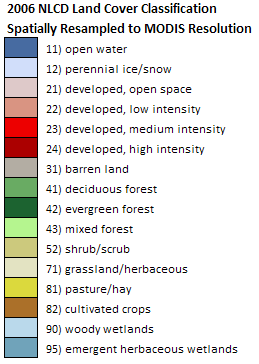 2006 NLCD Land Cover Classification
Spatially Resampled to MODIS Resolution
11) open water
12) perennial ice/snow
21) developed, open space
22) developed, low intensity
23) developed, medium intensity
24) developed, high intensity
31) barren land
41) deciduous forest
42) evergreen forest
43) mixed forest
52) shrub/scrub
71) grassland/herbaceous
81) pasture/hay
82) cultivated crops
90) woody wetlands
95) emergent herbaceous wetlands